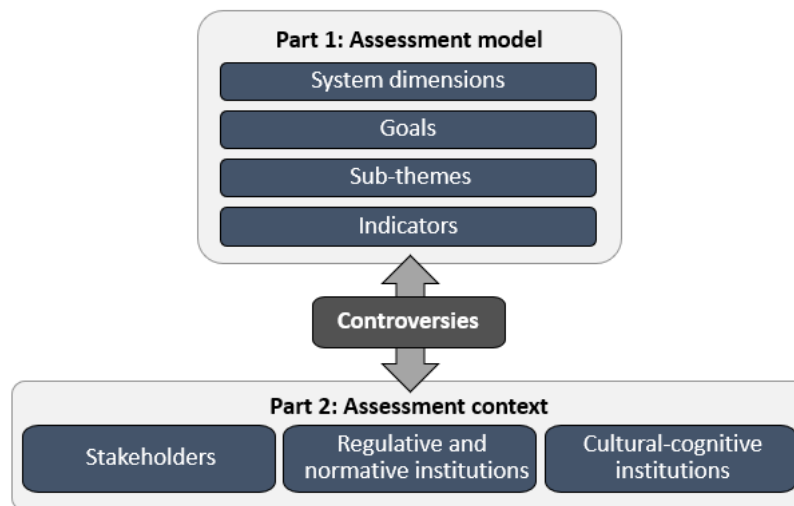 Part 1: Assessment model
System dimensions
Goals
Sub-themes
Indicators
Controversies
Part 2: Assessment context
Stakeholders
Regulative and
normative institutions
Cultural-cognitive
institutions